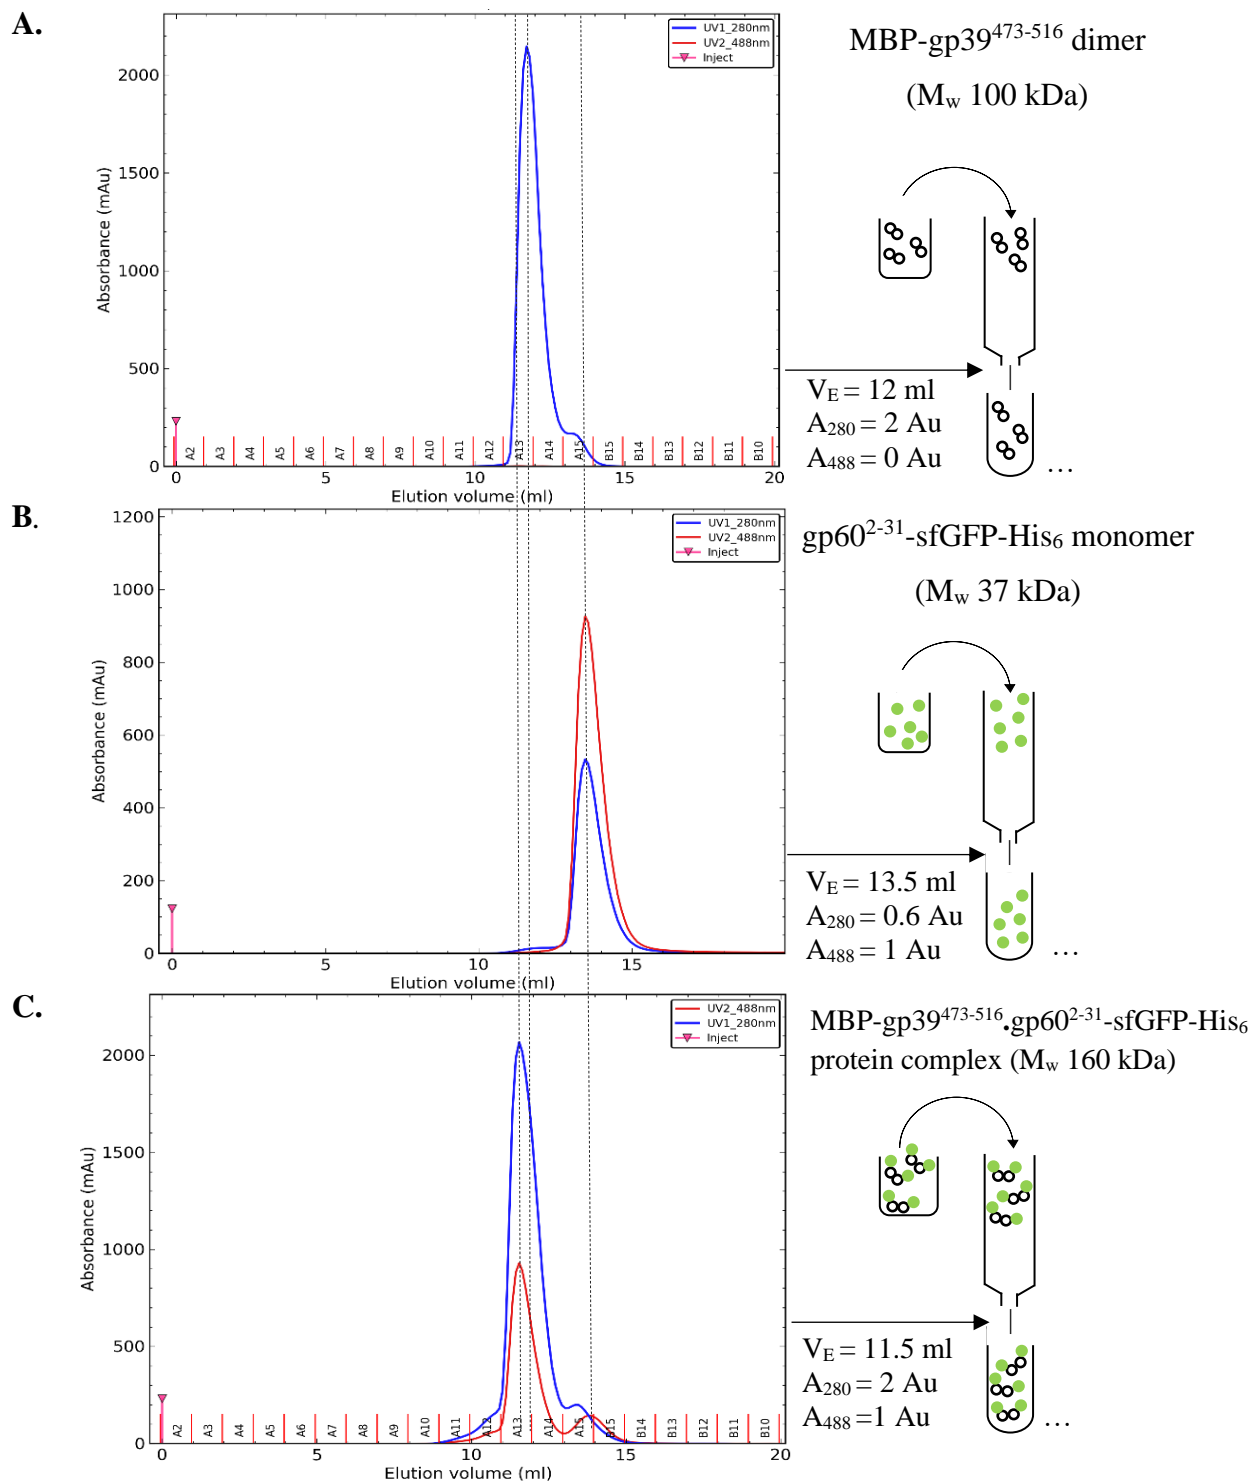 A.
UV1_280nm
UV2_488nm
Inject
Absorbance (mAu)
2000
1500
1000
500
0
A2 A3 A4 A5 A6 A7 A8 A9 A10 A11 A12 A13 A14 A15 B15 B14 B13 B12 B11 B10
0 5 10 15 20
Elution volume (ml)
MBP-gp39⁴⁷³⁻⁵¹⁶ dimer
(Mw 100 kDa)
VE = 12 ml
A280 = 2 Au
A488 = 0 Au
...
B.
UV1_280nm
UV2_488nm
Inject
Absorbance (mAu)
1200
1000
800
600
400
200
0
0 5 10 15
Elution volume (ml)
gp60²⁻³¹-sfGFP-His₆ monomer
(Mw 37 kDa)
VE = 13.5 ml
A280 = 0.6 Au
A488 = 1 Au
...
C.
UV2_488nm
UV1_280nm
Inject
Absorbance (mAu)
2000
1500
1000
500
0
A2 A3 A4 A5 A6 A7 A8 A9 A10 A11 A12 A13 A14 A15 B15 B14 B13 B12 B11 B10
0 5 10 15 20
Elution volume (ml)
MBP-gp39⁴⁷³⁻⁵¹⁶.gp60²⁻³¹-sfGFP-His₆
protein complex (Mw 160 kDa)
VE = 11.5 ml
A280 = 2 Au
A488 =1 Au
...